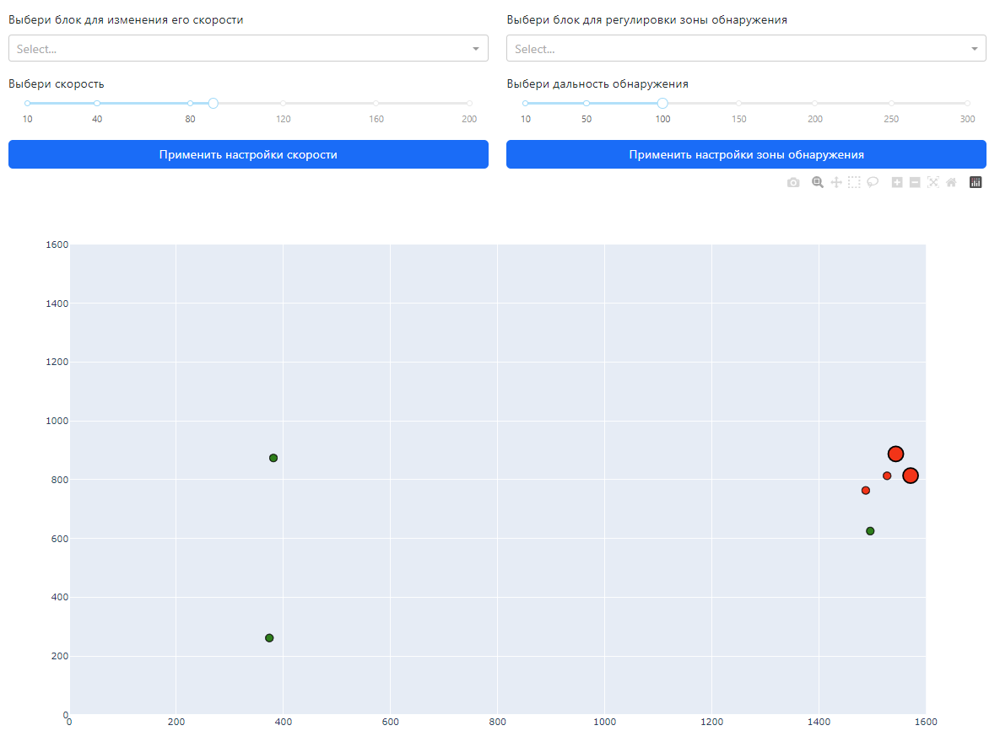 Выбери блок для изменения его скорости
Select...
Выбери скорость
10 40 80 120 160 200
Применить настройки скорости
Выбери блок для регулировки зоны обнаружения
Select...
Выбери дальность обнаружения
10 50 100 150 200 250 300
Применить настройки зоны обнаружения
1600
1400
1200
1000
800
600
400
200
0
0 200 400 600 800 1000 1200 1400 1600